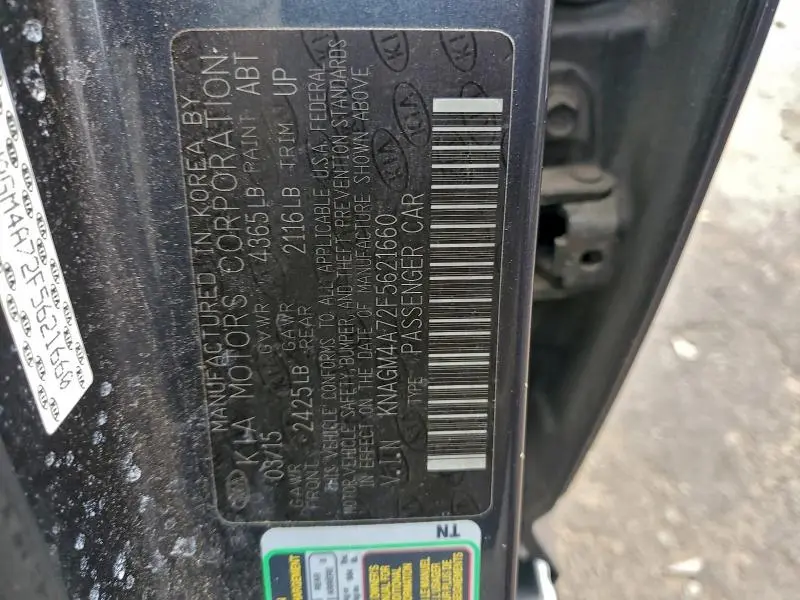 MANUFACTURED IN KOREA BY
KIA MOTORS CORPORATION
03/15 GVWR 4365LB PAINT ABT
GAWR FRONT 2425LB GAWR REAR 2116LB TRIM UP
THIS VEHICLE CONFORMS TO ALL APPLICABLE U.S.A. FEDERAL
MOTOR VEHICLE SAFETY, BUMPER, AND THEFT PREVENTION STANDARDS
IN EFFECT ON THE DATE OF MANUFACTURE SHOWN ABOVE
V.I.N KNAGM4A72F5621660
TYPE: PASSENGER CAR
TN